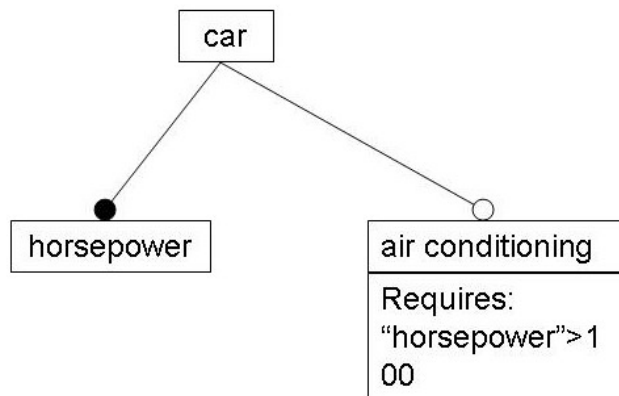 car
horsepower
air conditioning
Requires:
“horsepower”>1
00